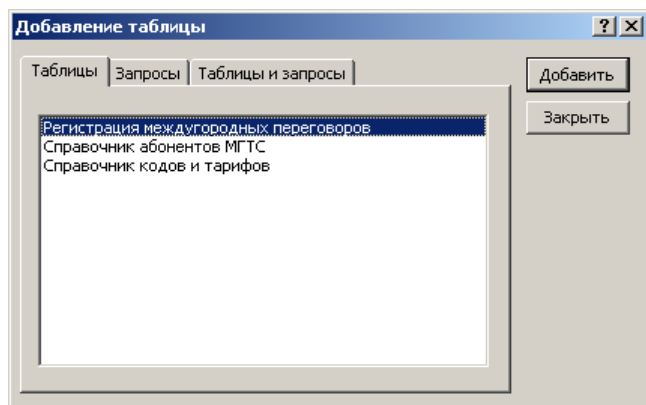 Добавление таблицы
Таблицы Запросы Таблицы и запросы
Добавить
Закрыть
Регистрация междугородных переговоров
Справочник абонентов МГТС
Справочник кодов и тарифов